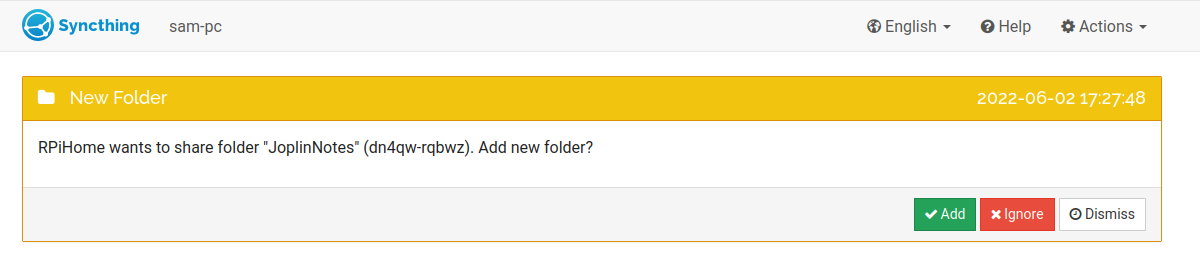 Syncthing sam-pc English Help Actions
New Folder 2022-06-02 17:27:48
RPiHome wants to share folder "JoplinNotes" (dn4qw-rqbwz). Add new folder?
Add Ignore Dismiss